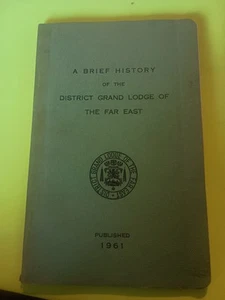 A BRIEF HISTORY
OF THE
DISTRICT GRAND LODGE OF
THE FAR EAST
PUBLISHED
1961